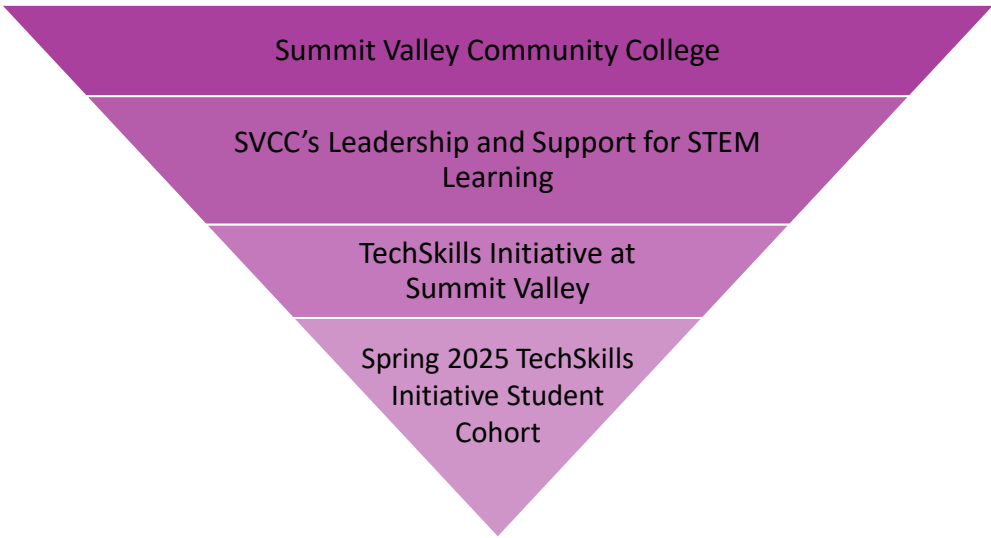 Summit Valley Community College
SVCC’s Leadership and Support for STEM
Learning
TechSkills Initiative at
Summit Valley
Spring 2025 TechSkills
Initiative Student
Cohort